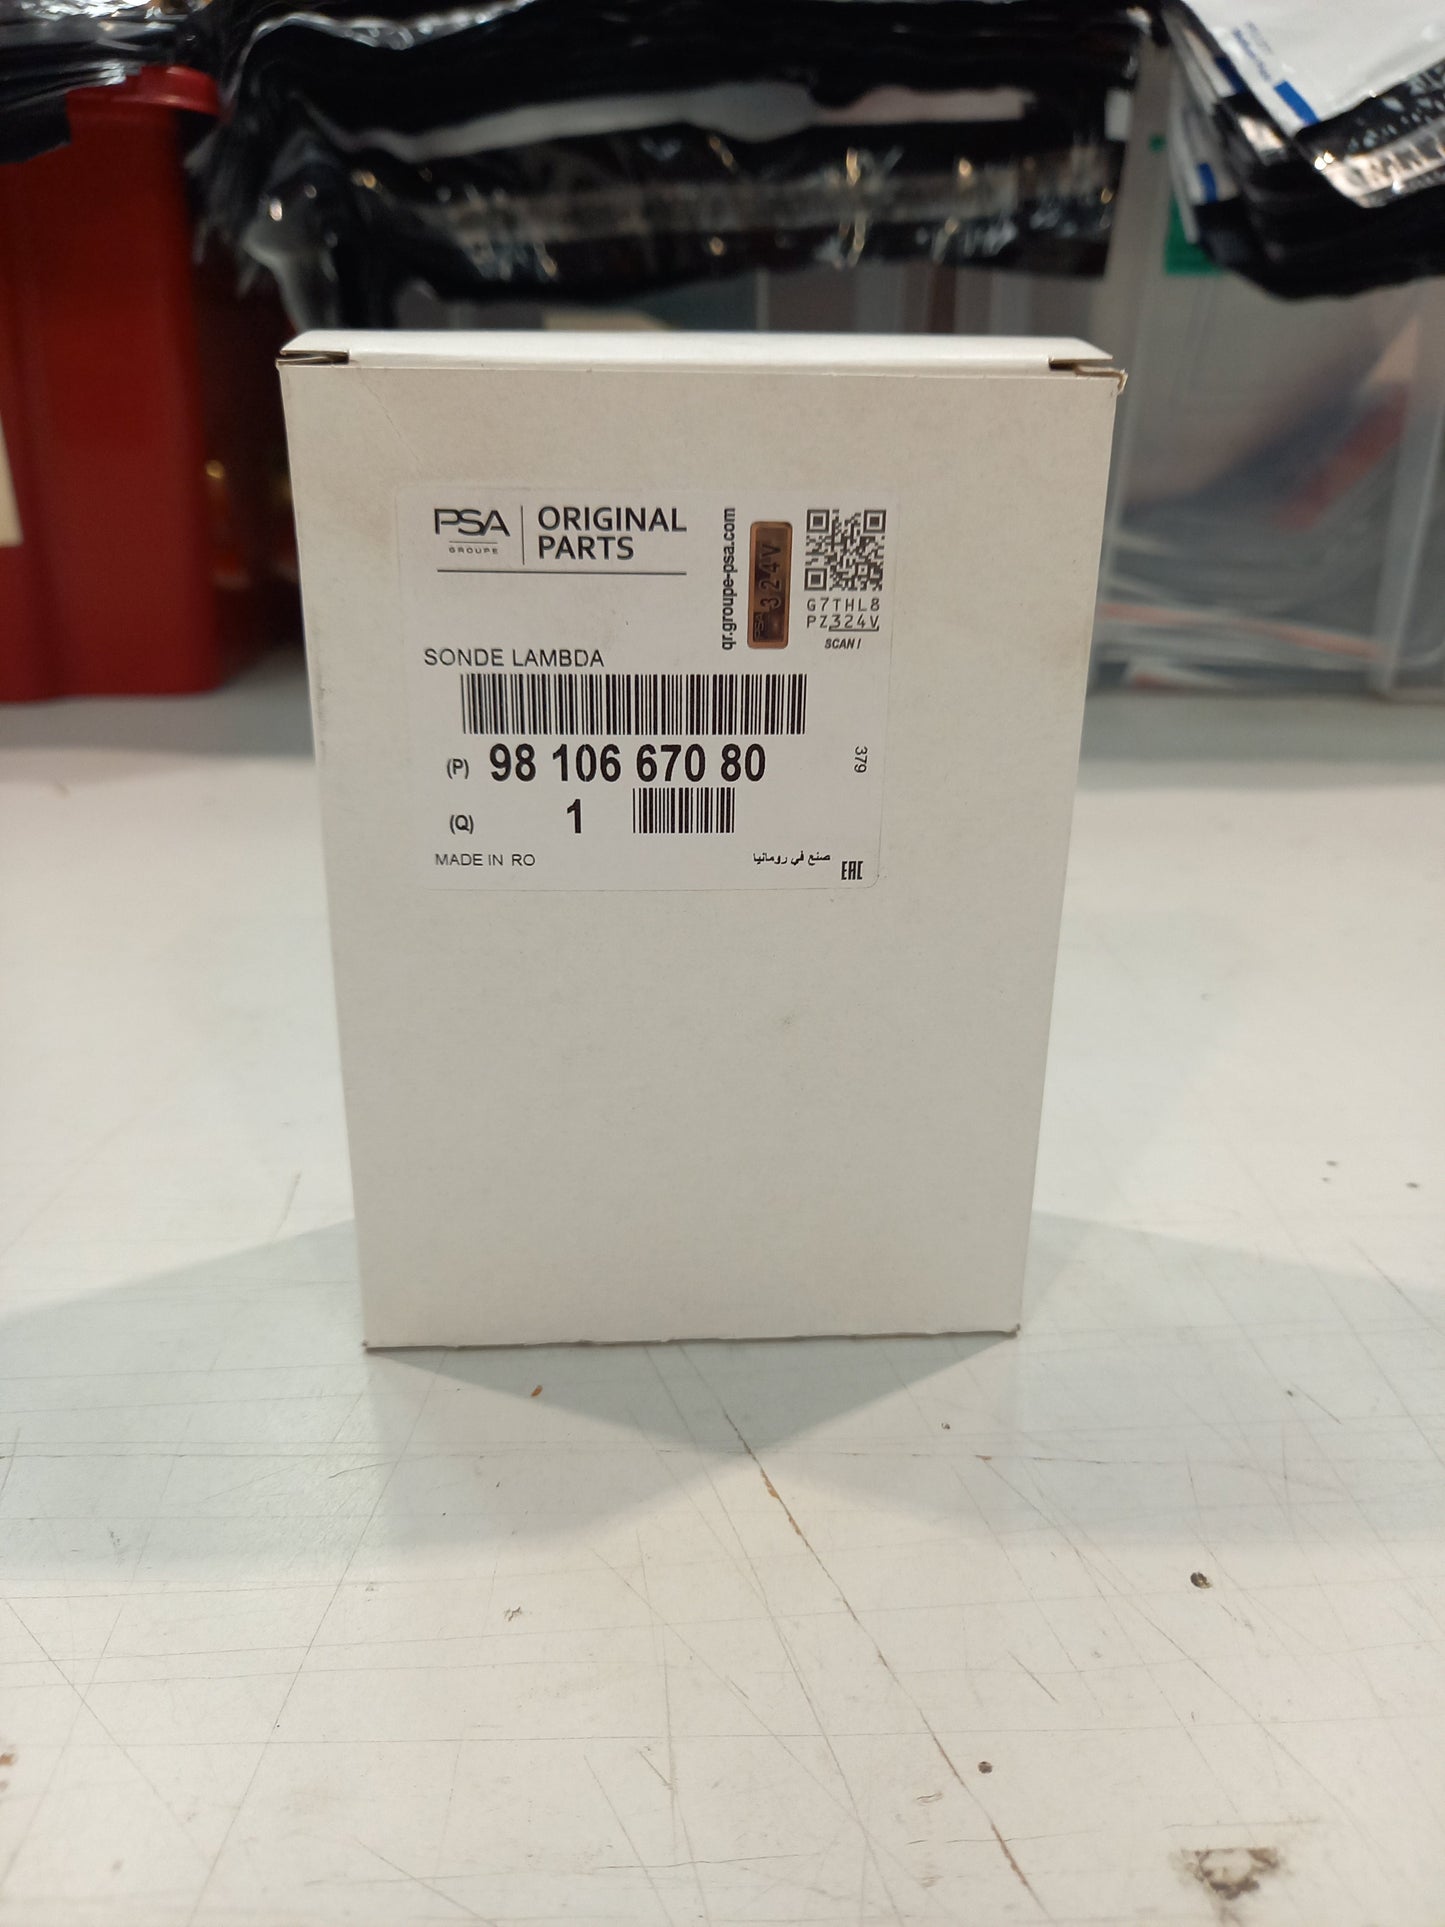 PSA
GROUPE
ORIGINAL
PARTS
qr.groupe-psa.com
PSA 324V
G7THL8
PZ324V
SCAN !
SONDE LAMBDA
(P) 98 106 670 80
379
(Q) 1
MADE IN RO
صنع في رومانيا
EAC